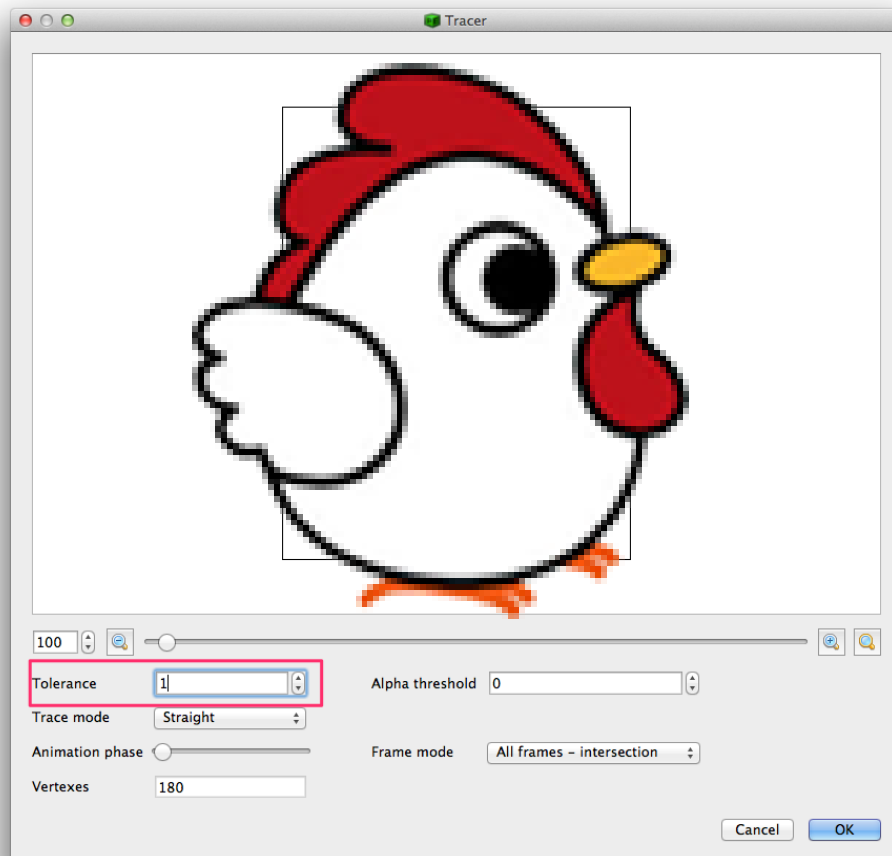 Tracer
100
Tolerance 1 Alpha threshold 0
Trace mode Straight
Animation phase Frame mode All frames – intersection
Vertexes 180
Cancel OK